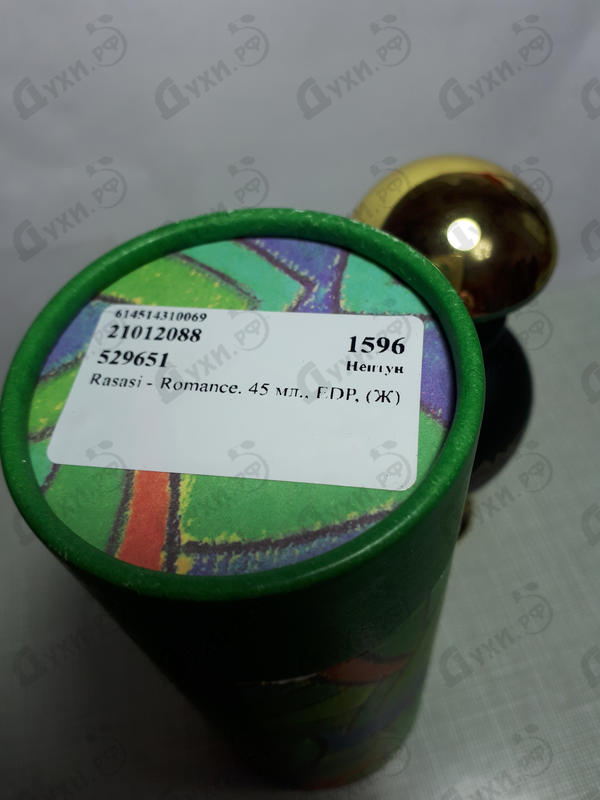 614514310069
21012088
529651
1596
Нептун
Rasasi - Romance. 45 мл., EDP, (Ж)
Духи.РФ